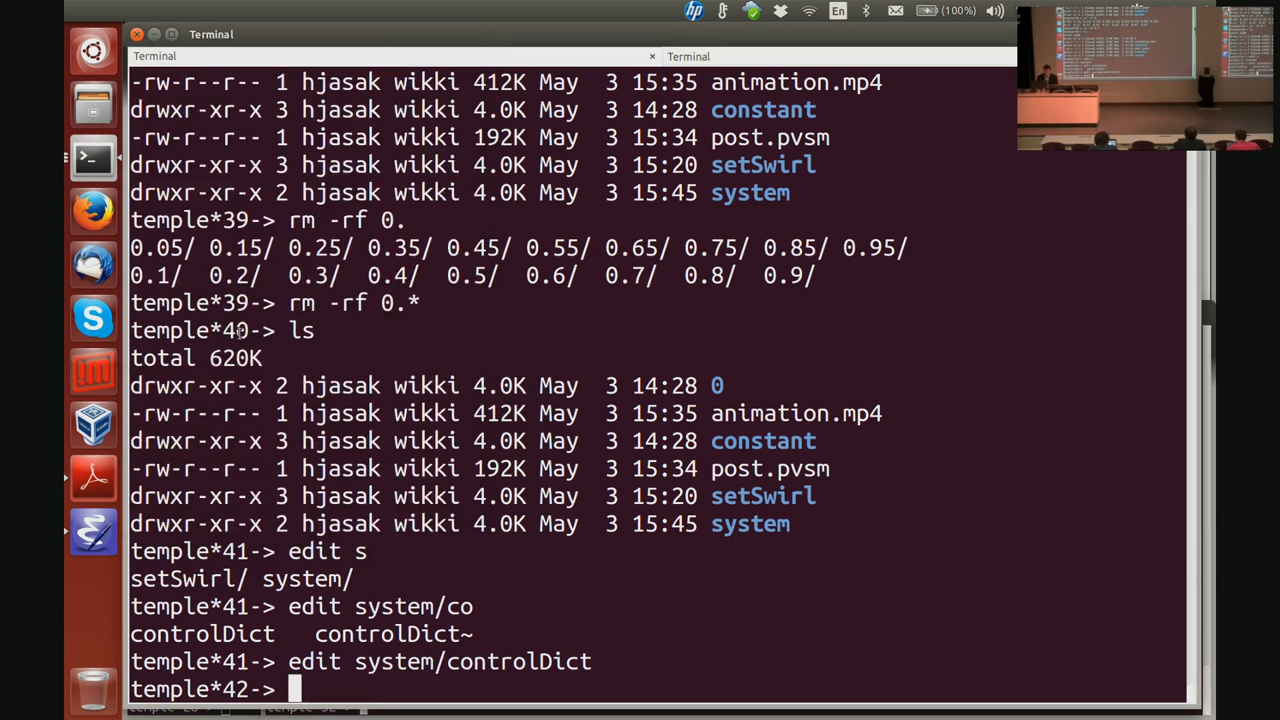 En
(100%)
Terminal
Terminal
Terminal
-rw-r--r-- 1 hjasak wikki 412K May  3 15:35 animation.mp4
drwxr-xr-x 3 hjasak wikki 4.0K May  3 14:28 constant
-rw-r--r-- 1 hjasak wikki 192K May  3 15:34 post.pvsm
drwxr-xr-x 3 hjasak wikki 4.0K May  3 15:20 setSwirl
drwxr-xr-x 2 hjasak wikki 4.0K May  3 15:45 system
temple*39-> rm -rf 0.
0.05/ 0.15/ 0.25/ 0.35/ 0.45/ 0.55/ 0.65/ 0.75/ 0.85/ 0.95/
0.1/  0.2/  0.3/  0.4/  0.5/  0.6/  0.7/  0.8/  0.9/
temple*39-> rm -rf 0.*
temple*40-> ls
total 620K
drwxr-xr-x 2 hjasak wikki 4.0K May  3 14:28 0
-rw-r--r-- 1 hjasak wikki 412K May  3 15:35 animation.mp4
drwxr-xr-x 3 hjasak wikki 4.0K May  3 14:28 constant
-rw-r--r-- 1 hjasak wikki 192K May  3 15:34 post.pvsm
drwxr-xr-x 3 hjasak wikki 4.0K May  3 15:20 setSwirl
drwxr-xr-x 2 hjasak wikki 4.0K May  3 15:45 system
temple*41-> edit s
setSwirl/ system/
temple*41-> edit system/co
controlDict   controlDict~
temple*41-> edit system/controlDict
temple*42->